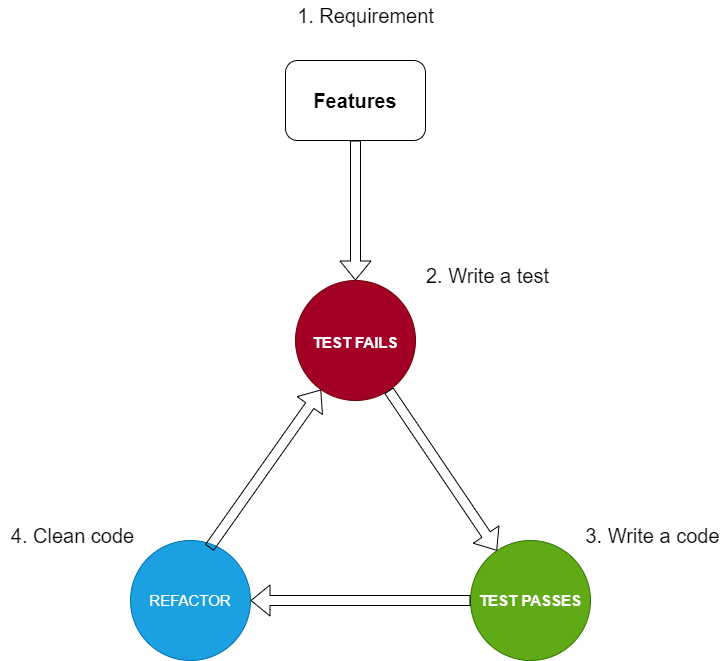 1. Requirement
Features
2. Write a test
TEST FAILS
4. Clean code
3. Write a code
REFACTOR
TEST PASSES